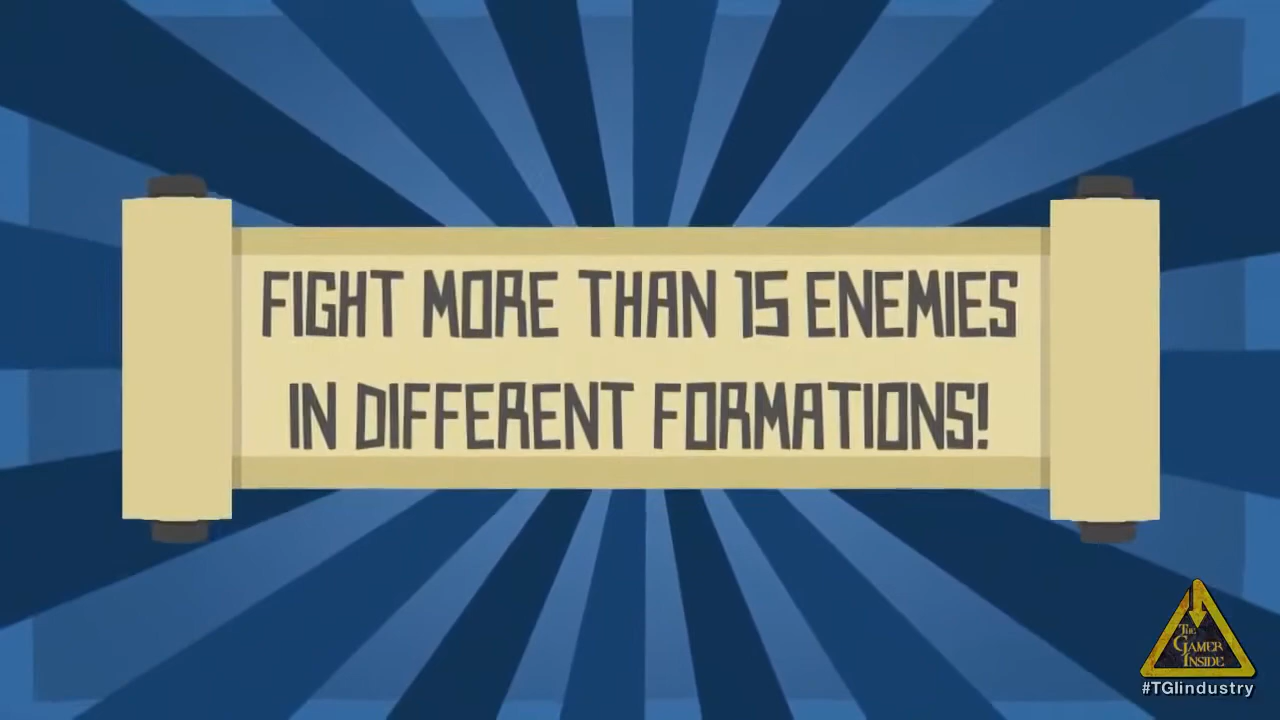 FIGHT MORE THAN 15 ENEMIES
IN DIFFERENT FORMATIONS!
THE
GAMER
INSIDE
#TGIindustry